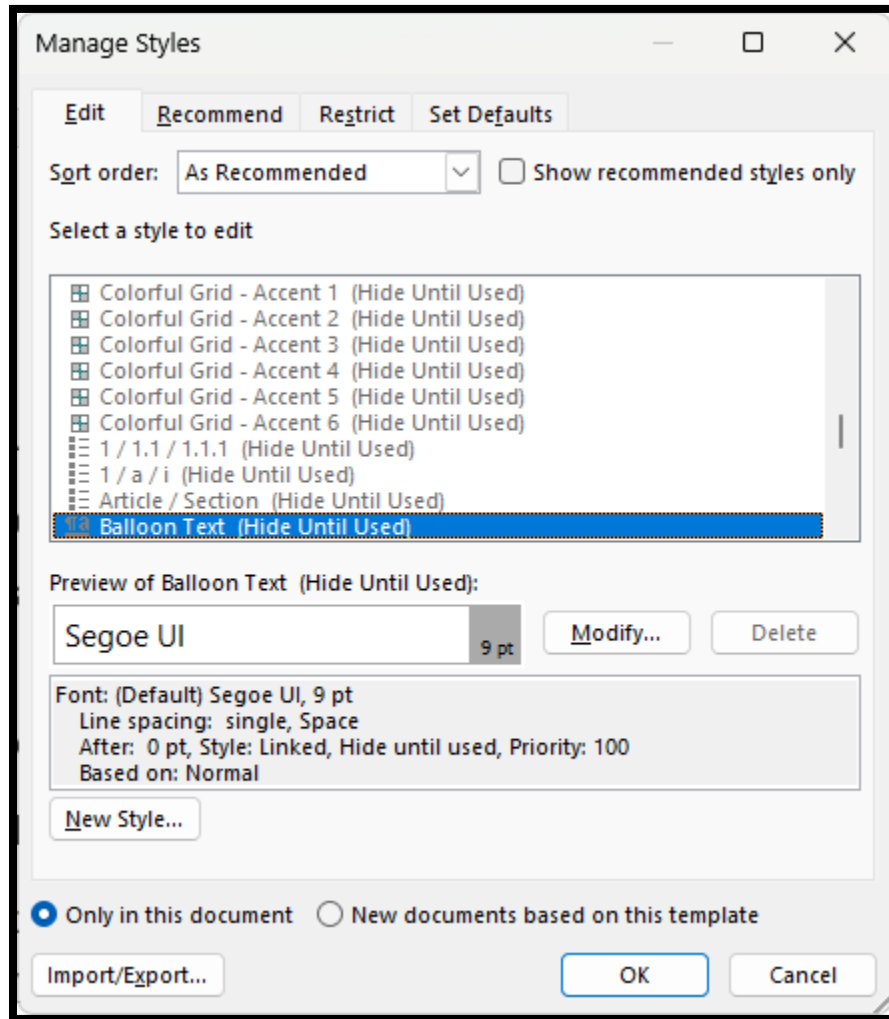 Manage Styles
Edit Recommend Restrict Set Defaults
Sort order: As Recommended Show recommended styles only
Select a style to edit
Colorful Grid - Accent 1 (Hide Until Used)
Colorful Grid - Accent 2 (Hide Until Used)
Colorful Grid - Accent 3 (Hide Until Used)
Colorful Grid - Accent 4 (Hide Until Used)
Colorful Grid - Accent 5 (Hide Until Used)
Colorful Grid - Accent 6 (Hide Until Used)
1 / 1.1 / 1.1.1 (Hide Until Used)
1 / a / i (Hide Until Used)
Article / Section (Hide Until Used)
¶a Balloon Text (Hide Until Used)
Preview of Balloon Text (Hide Until Used):
Segoe UI 9 pt Modify... Delete
Font: (Default) Segoe UI, 9 pt
Line spacing: single, Space
After: 0 pt, Style: Linked, Hide until used, Priority: 100
Based on: Normal
New Style...
Only in this document New documents based on this template
Import/Export... OK Cancel